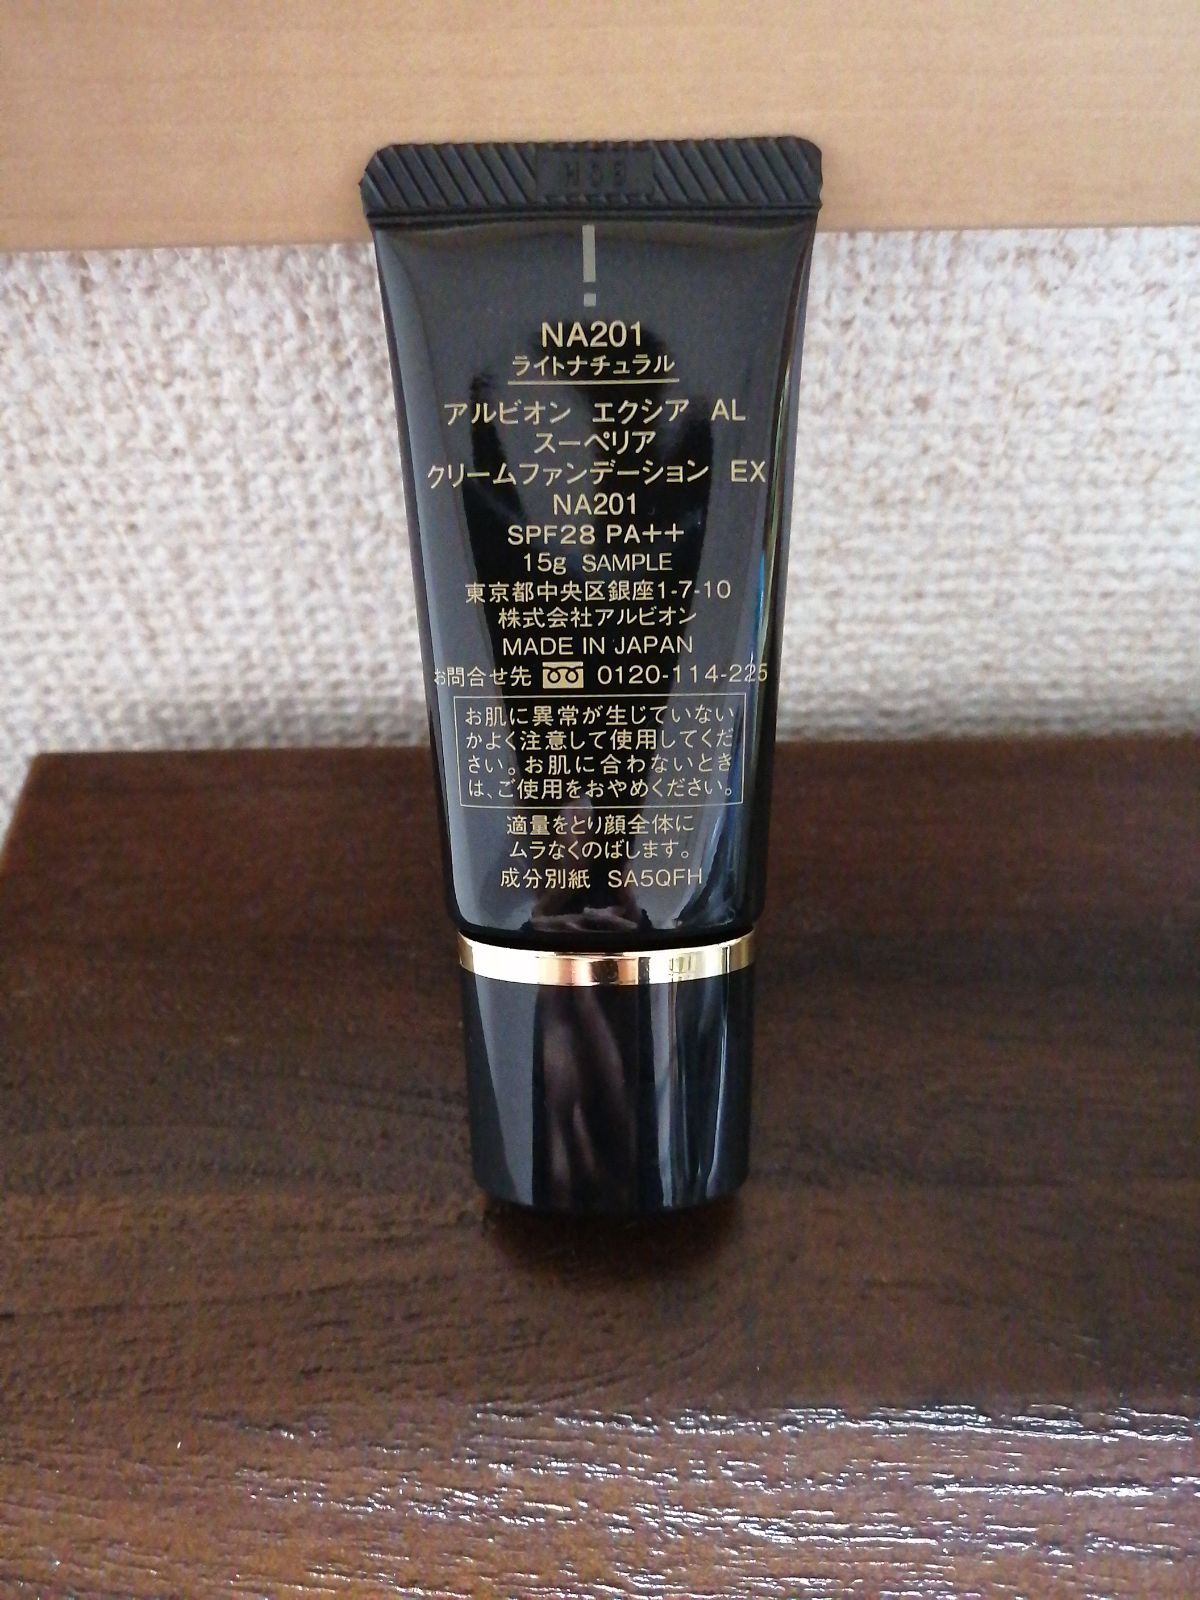 NA201
ライトナチュラル
アルビオン エクシア AL
スーペリア
クリームファンデーション EX
NA201
SPF28 PA++
15g SAMPLE
東京都中央区銀座1-7-10
株式会社アルビオン
MADE IN JAPAN
お問合せ先 0120-114-225
お肌に異常が生じていない
かよく注意して使用してくだ
さい。お肌に合わないとき
は、ご使用をおやめください。
適量をとり顔全体に
ムラなくのばします。
成分別紙 SA5QFH